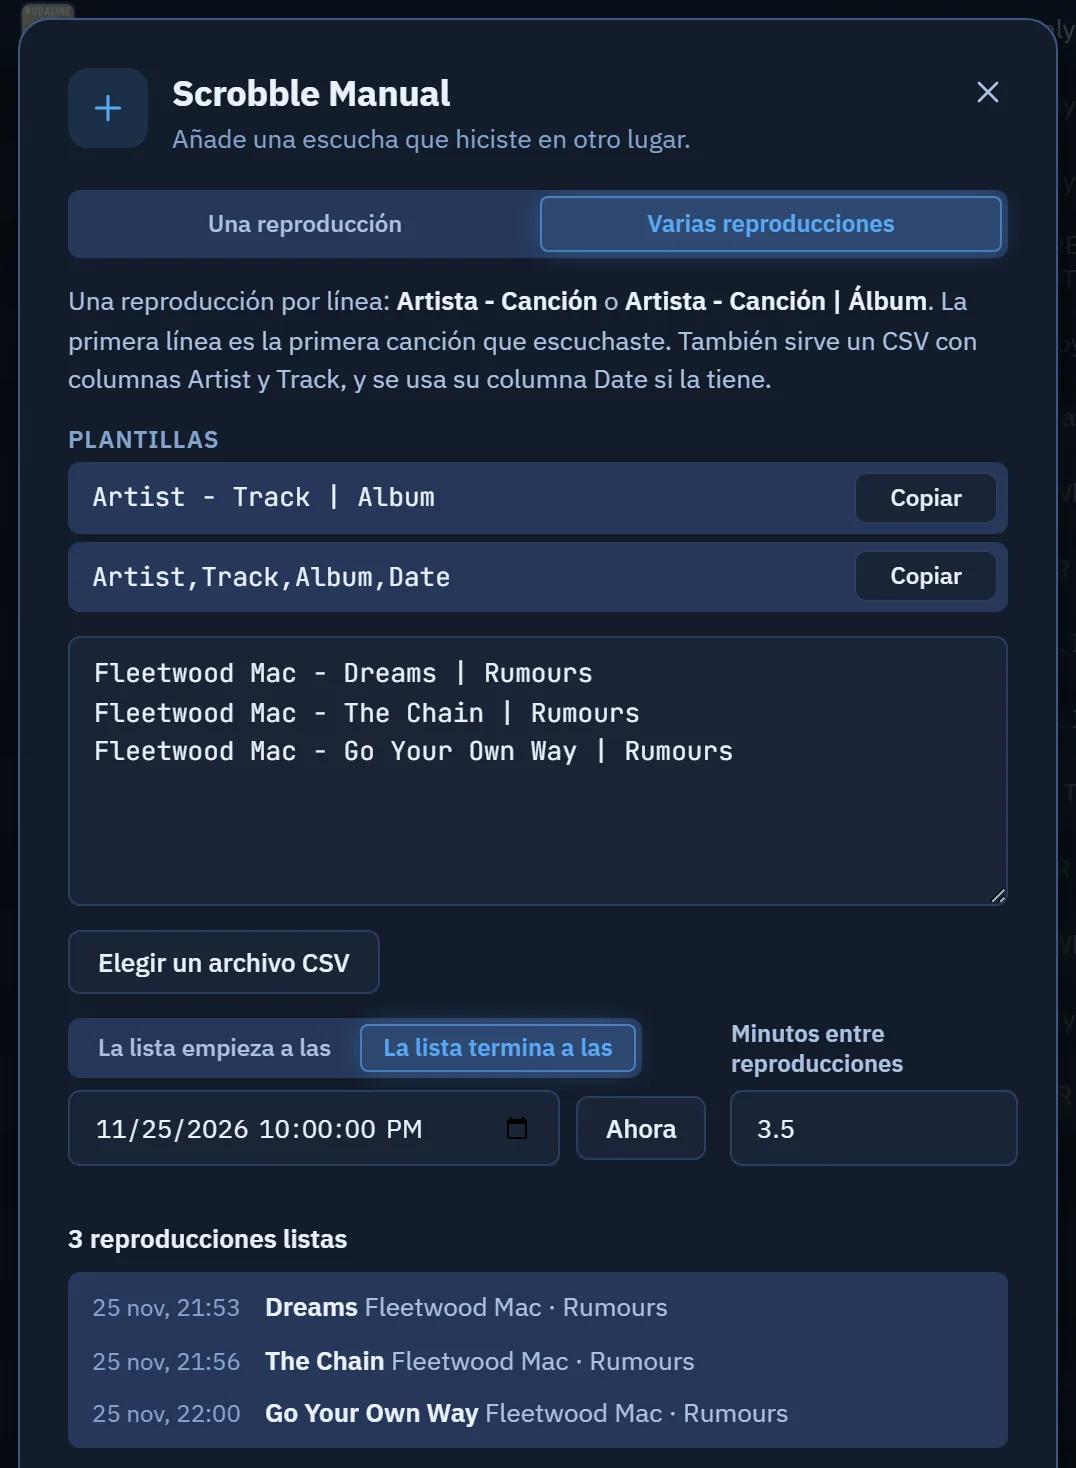 Scrobble Manual
Añade una escucha que hiciste en otro lugar.
Una reproducción
Varias reproducciones
Una reproducción por línea: Artista - Canción o Artista - Canción | Álbum. La
primera línea es la primera canción que escuchaste. También sirve un CSV con
columnas Artist y Track, y se usa su columna Date si la tiene.
PLANTILLAS
Artist - Track | Album
Copiar
Artist,Track,Album,Date
Copiar
Fleetwood Mac - Dreams | Rumours
Fleetwood Mac - The Chain | Rumours
Fleetwood Mac - Go Your Own Way | Rumours
Elegir un archivo CSV
La lista empieza a las
La lista termina a las
Minutos entre
reproducciones
11/25/2026 10:00:00 PM
Ahora
3.5
3 reproducciones listas
25 nov, 21:53 Dreams Fleetwood Mac · Rumours
25 nov, 21:56 The Chain Fleetwood Mac · Rumours
25 nov, 22:00 Go Your Own Way Fleetwood Mac · Rumours